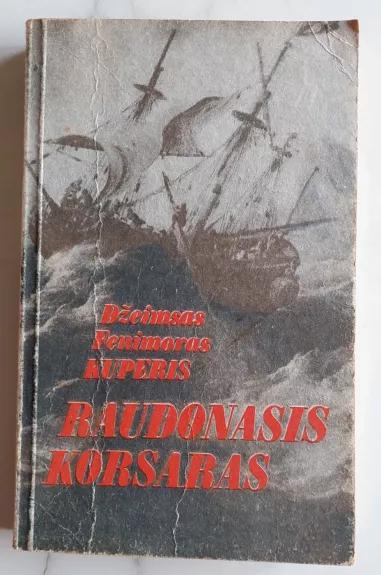 Džeimsas
Fenimoras
KUPERIS
RAUDONASIS
KORSARAS